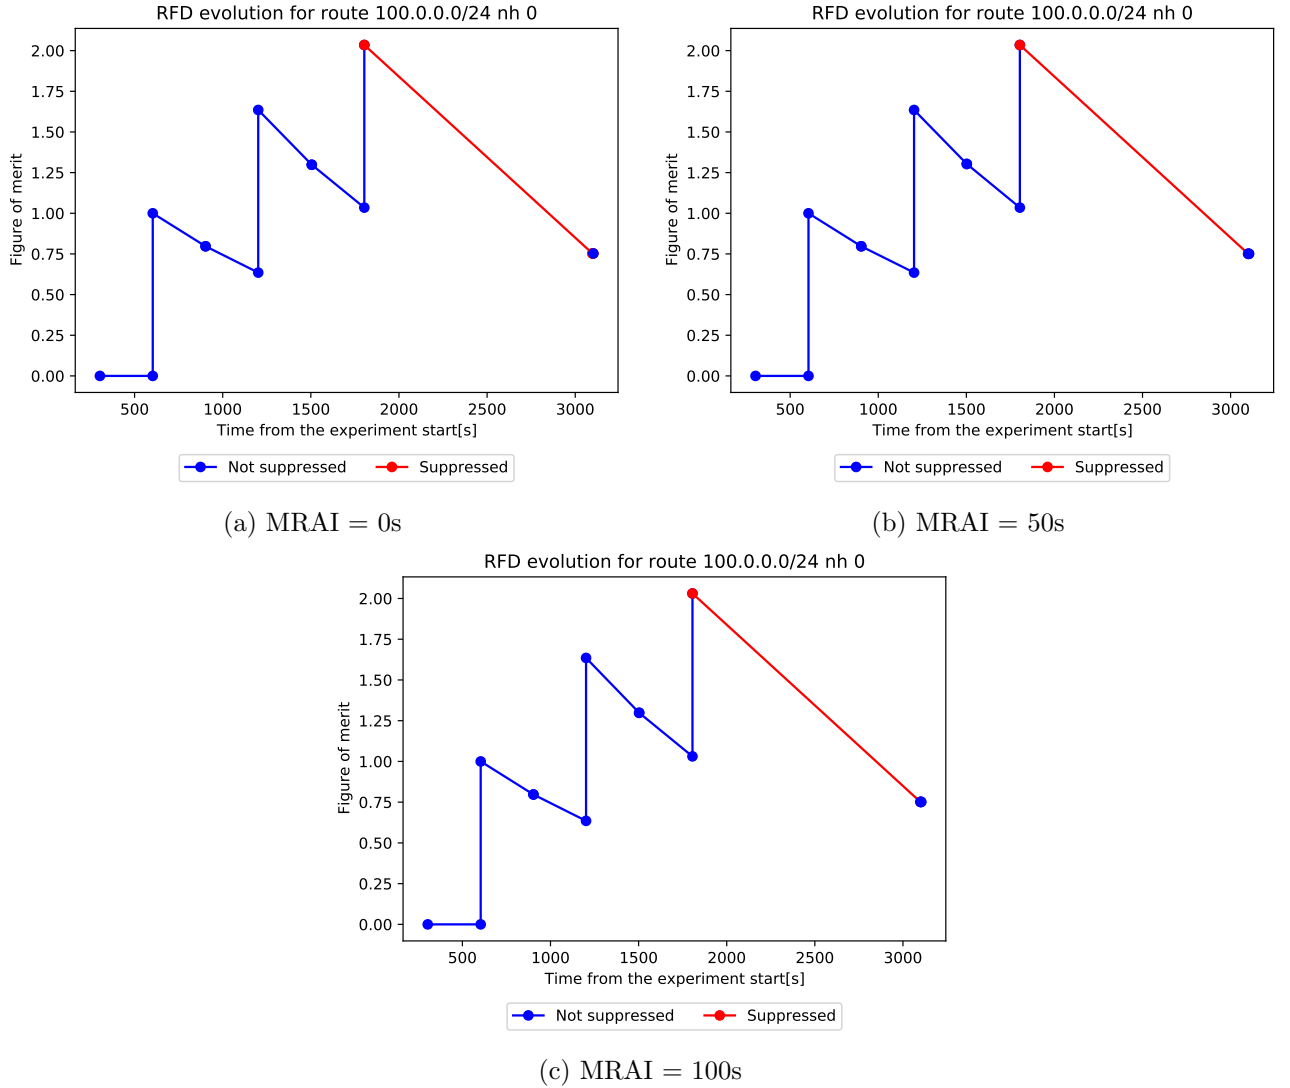 RFD evolution for route 100.0.0.0/24 nh 0
Figure of merit
2.00
1.75
1.50
1.25
1.00
0.75
0.50
0.25
0.00
500 1000 1500 2000 2500 3000
Time from the experiment start[s]
Not suppressed Suppressed
(a) MRAI = 0s
RFD evolution for route 100.0.0.0/24 nh 0
Figure of merit
2.00
1.75
1.50
1.25
1.00
0.75
0.50
0.25
0.00
500 1000 1500 2000 2500 3000
Time from the experiment start[s]
Not suppressed Suppressed
(b) MRAI = 50s
RFD evolution for route 100.0.0.0/24 nh 0
Figure of merit
2.00
1.75
1.50
1.25
1.00
0.75
0.50
0.25
0.00
500 1000 1500 2000 2500 3000
Time from the experiment start[s]
Not suppressed Suppressed
(c) MRAI = 100s